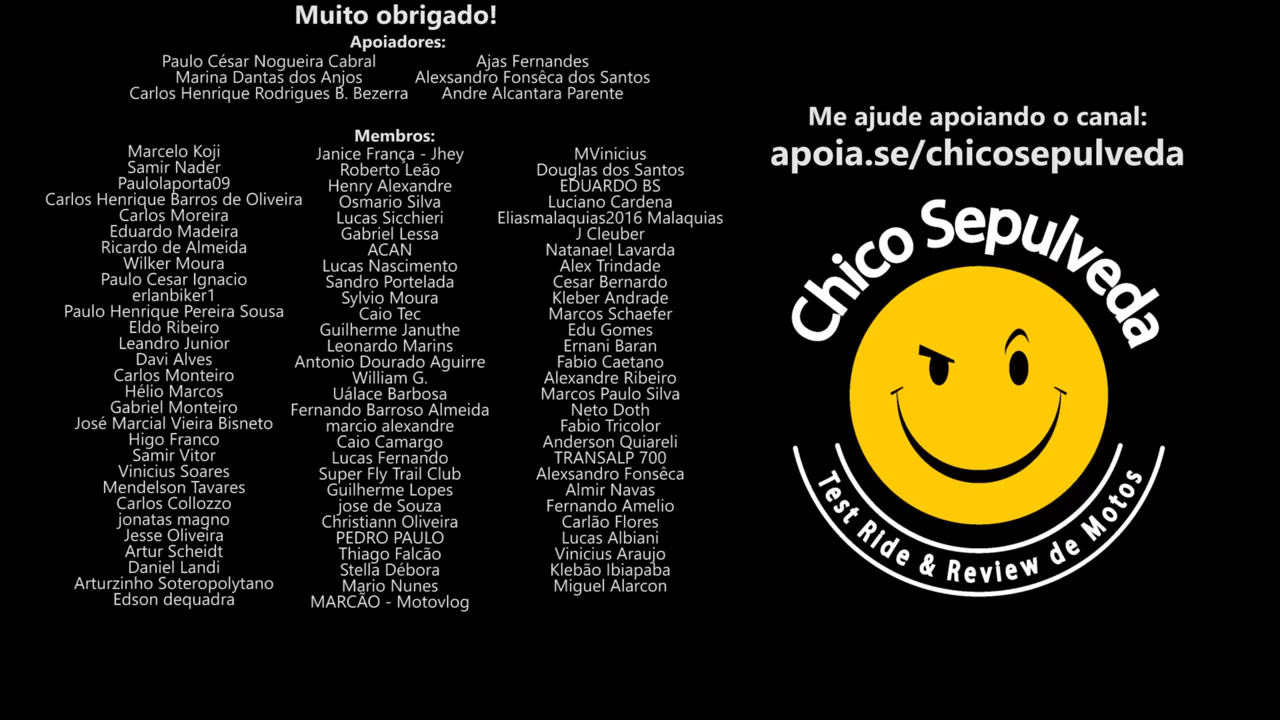 Muito obrigado!
Apoiadores:
Paulo César Nogueira Cabral
Marina Dantas dos Anjos
Carlos Henrique Rodrigues B. Bezerra
Ajas Fernandes
Alexsandro Fonsêca dos Santos
Andre Alcantara Parente
Membros:
Marcelo Koji
Samir Nader
Paulolaporta09
Carlos Henrique Barros de Oliveira
Carlos Moreira
Eduardo Madeira
Ricardo de Almeida
Wilker Moura
Paulo Cesar Ignacio
erlanbiker1
Paulo Henrique Pereira Sousa
Eldo Ribeiro
Leandro Junior
Davi Alves
Carlos Monteiro
Hélio Marcos
Gabriel Monteiro
José Marcial Vieira Bisneto
Higo Franco
Samir Vitor
Vinicius Soares
Mendelson Tavares
Carlos Collozzo
jonatas magno
Jesse Oliveira
Artur Scheidt
Daniel Landi
Arturzinho Soteropolytano
Edson dequadra
Janice França - Jhey
Roberto Leão
Henry Alexandre
Osmario Silva
Lucas Sicchieri
Gabriel Lessa
ACAN
Lucas Nascimento
Sandro Portelada
Sylvio Moura
Caio Tec
Guilherme Januthe
Leonardo Marins
Antonio Dourado Aguirre
William G.
Uálace Barbosa
Fernando Barroso Almeida
marcio alexandre
Caio Camargo
Lucas Fernando
Super Fly Trail Club
Guilherme Lopes
jose de Souza
Christiann Oliveira
PEDRO PAULO
Thiago Falcão
Stella Débora
Mario Nunes
MARCÃO - Motovlog
MVinicius
Douglas dos Santos
EDUARDO BS
Luciano Cardena
Eliasmalaquias2016 Malaquias
J Cleuber
Natanael Lavarda
Alex Trindade
Cesar Bernardo
Kleber Andrade
Marcos Schaefer
Edu Gomes
Ernani Baran
Fabio Caetano
Alexandre Ribeiro
Marcos Paulo Silva
Neto Doth
Fabio Tricolor
Anderson Quiareli
TRANSALP 700
Alexsandro Fonsêca
Almir Navas
Fernando Amelio
Carlão Flores
Lucas Albiani
Vinicius Araujo
Klebão Ibiapaba
Miguel Alarcon
Me ajude apoiando o canal:
apoia.se/chicosepulveda
Chico Sepulveda
Test Ride & Review de Motos